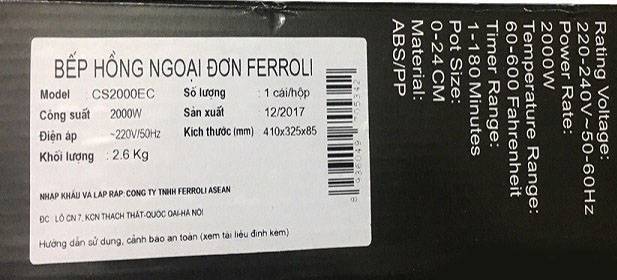 BẾP HỒNG NGOẠI ĐƠN FERROLI
Model : CS2000EC Số lượng : 1 cái/hộp
Công suất 2000W Sản xuất 12/2017
Điện áp ~220V/50Hz Kích thước (mm) 410x325x85
Khối lượng : 2.6 Kg
NHẬP KHẨU VÀ LẮP RÁP: CÔNG TY TNHH FERROLI ASEAN
ĐC : LÔ CN 7, KCN THẠCH THẤT-QUỐC OAI-HÀ NỘI
Hướng dẫn sử dụng, cảnh báo an toàn (xem tài liệu đính kèm)
Rating Voltage:
220-240V~50-60Hz
Power Rate:
2000W
Temperature Range:
60-600 Fahrenheit
Timer Range:
1-180 Minutes
Pot Size:
0-24 CM
Material:
ABS/PP